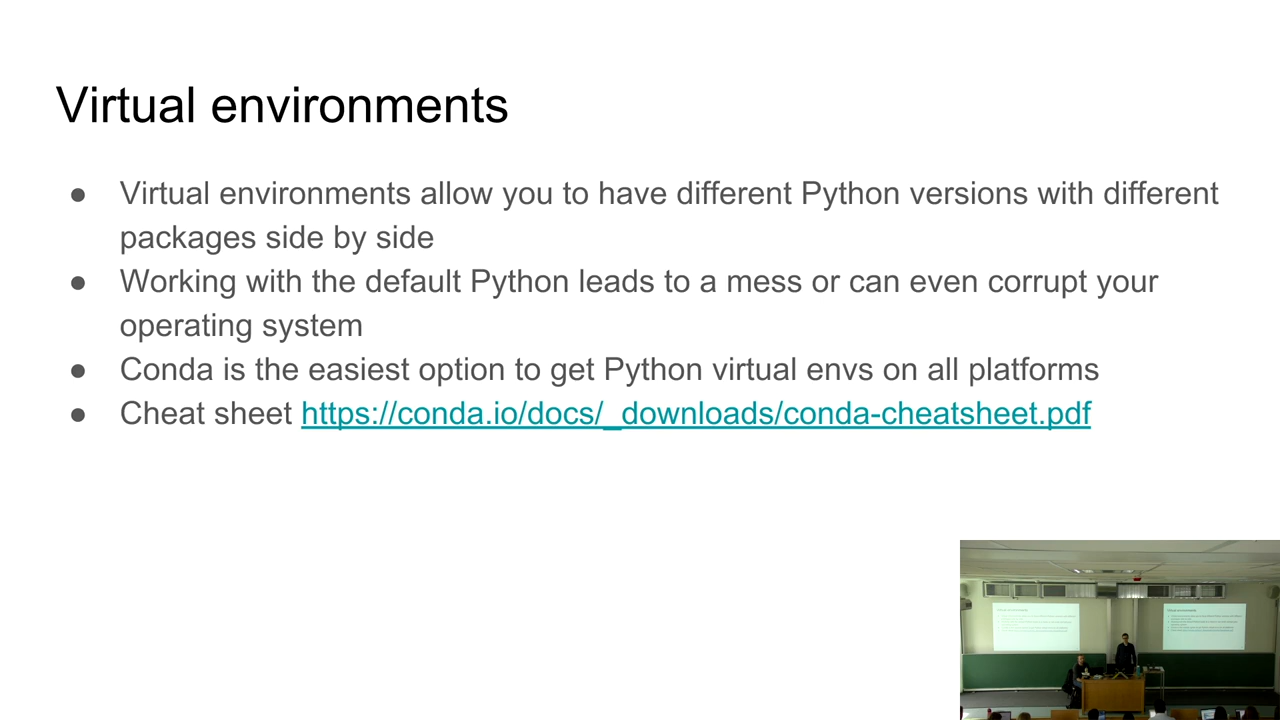 Virtual environments
● Virtual environments allow you to have different Python versions with different
packages side by side
● Working with the default Python leads to a mess or can even corrupt your
operating system
● Conda is the easiest option to get Python virtual envs on all platforms
● Cheat sheet https://conda.io/docs/_downloads/conda-cheatsheet.pdf